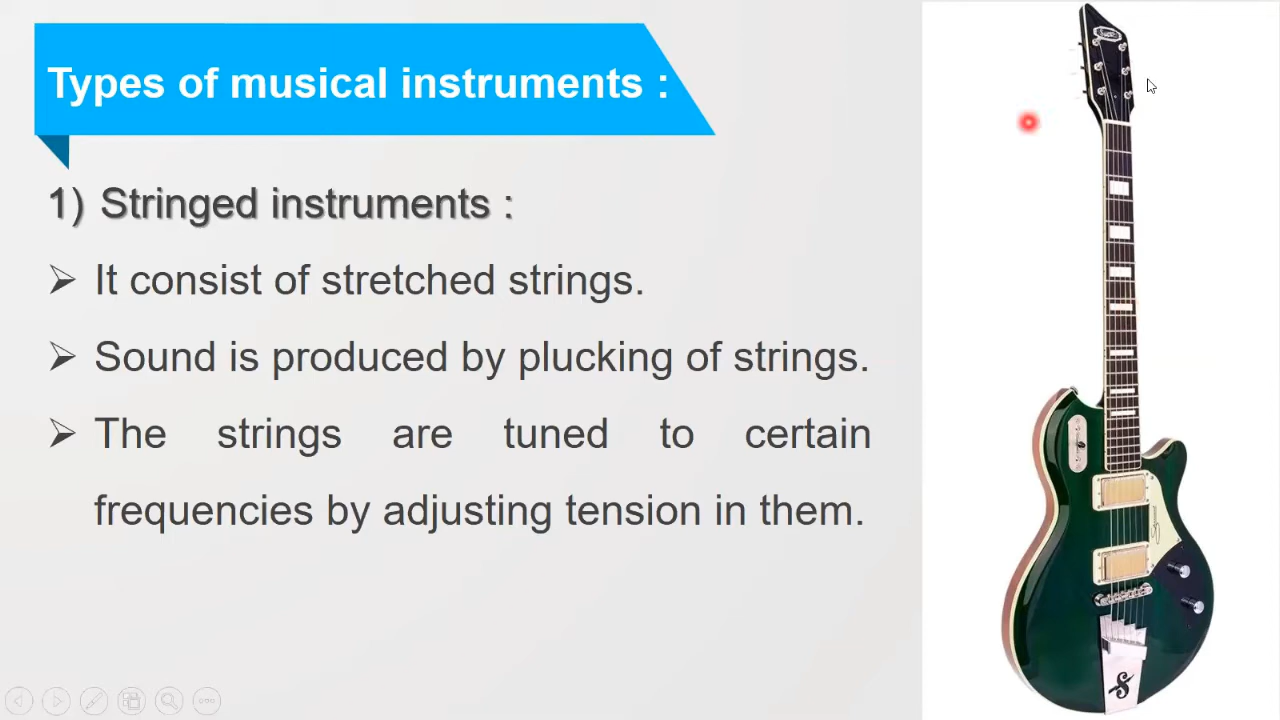 Types of musical instruments :
1) Stringed instruments :
It consist of stretched strings.
Sound is produced by plucking of strings.
The strings are tuned to certain
frequencies by adjusting tension in them.
S